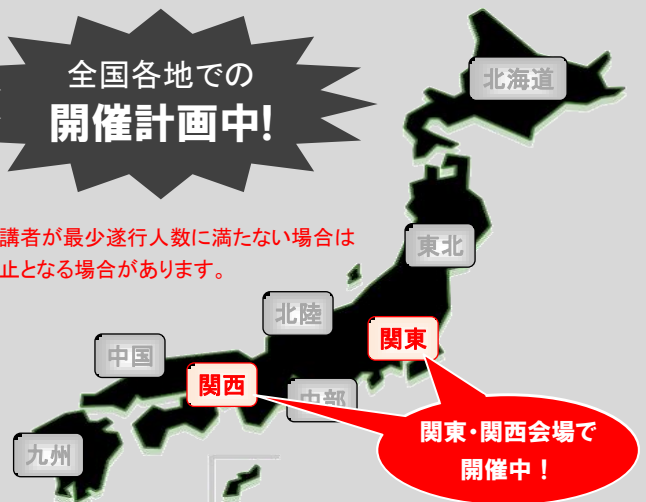 全国各地での
開催計画中!
北海道
講者が最少遂行人数に満たない場合は
止となる場合があります。
東北
北陸
関東
中国
関西
中部
関東・関西会場で
開催中!
九州